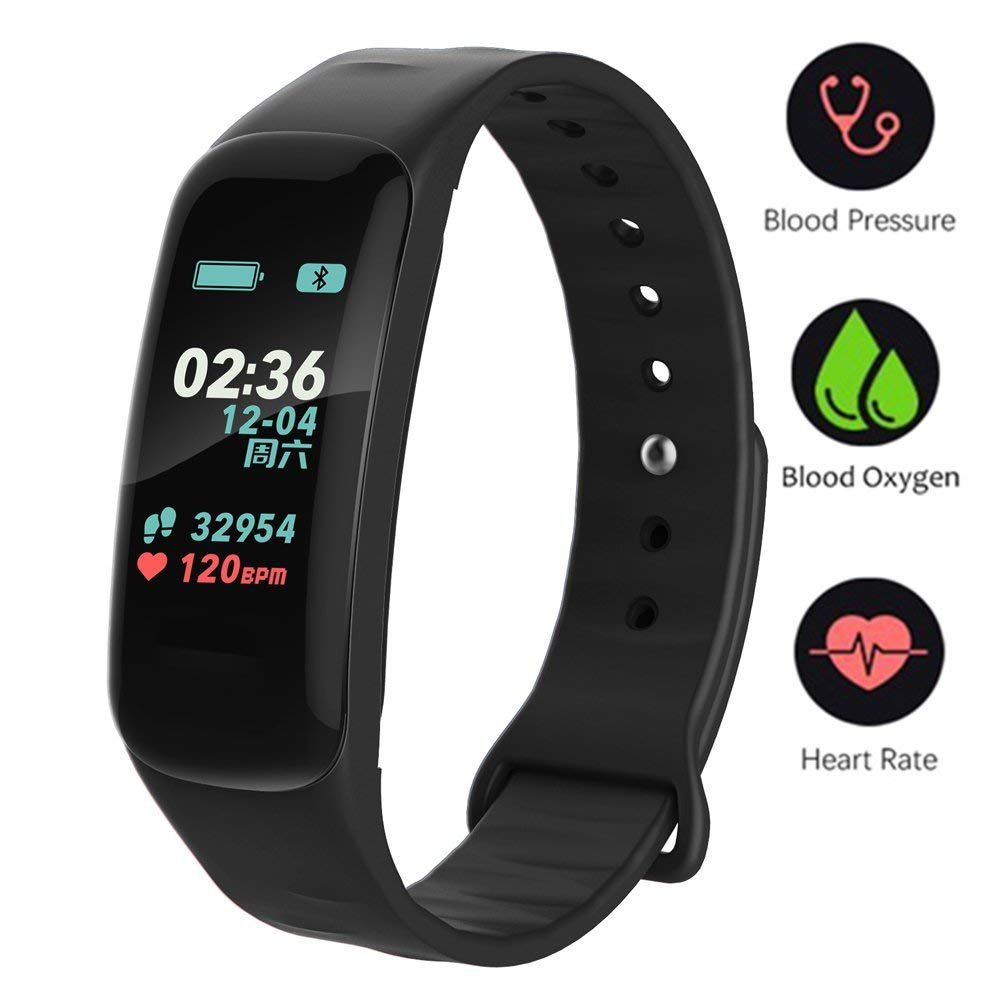 02:36
12-04
周六
32954
120BPM
Blood Pressure
Blood Oxygen
Heart Rate